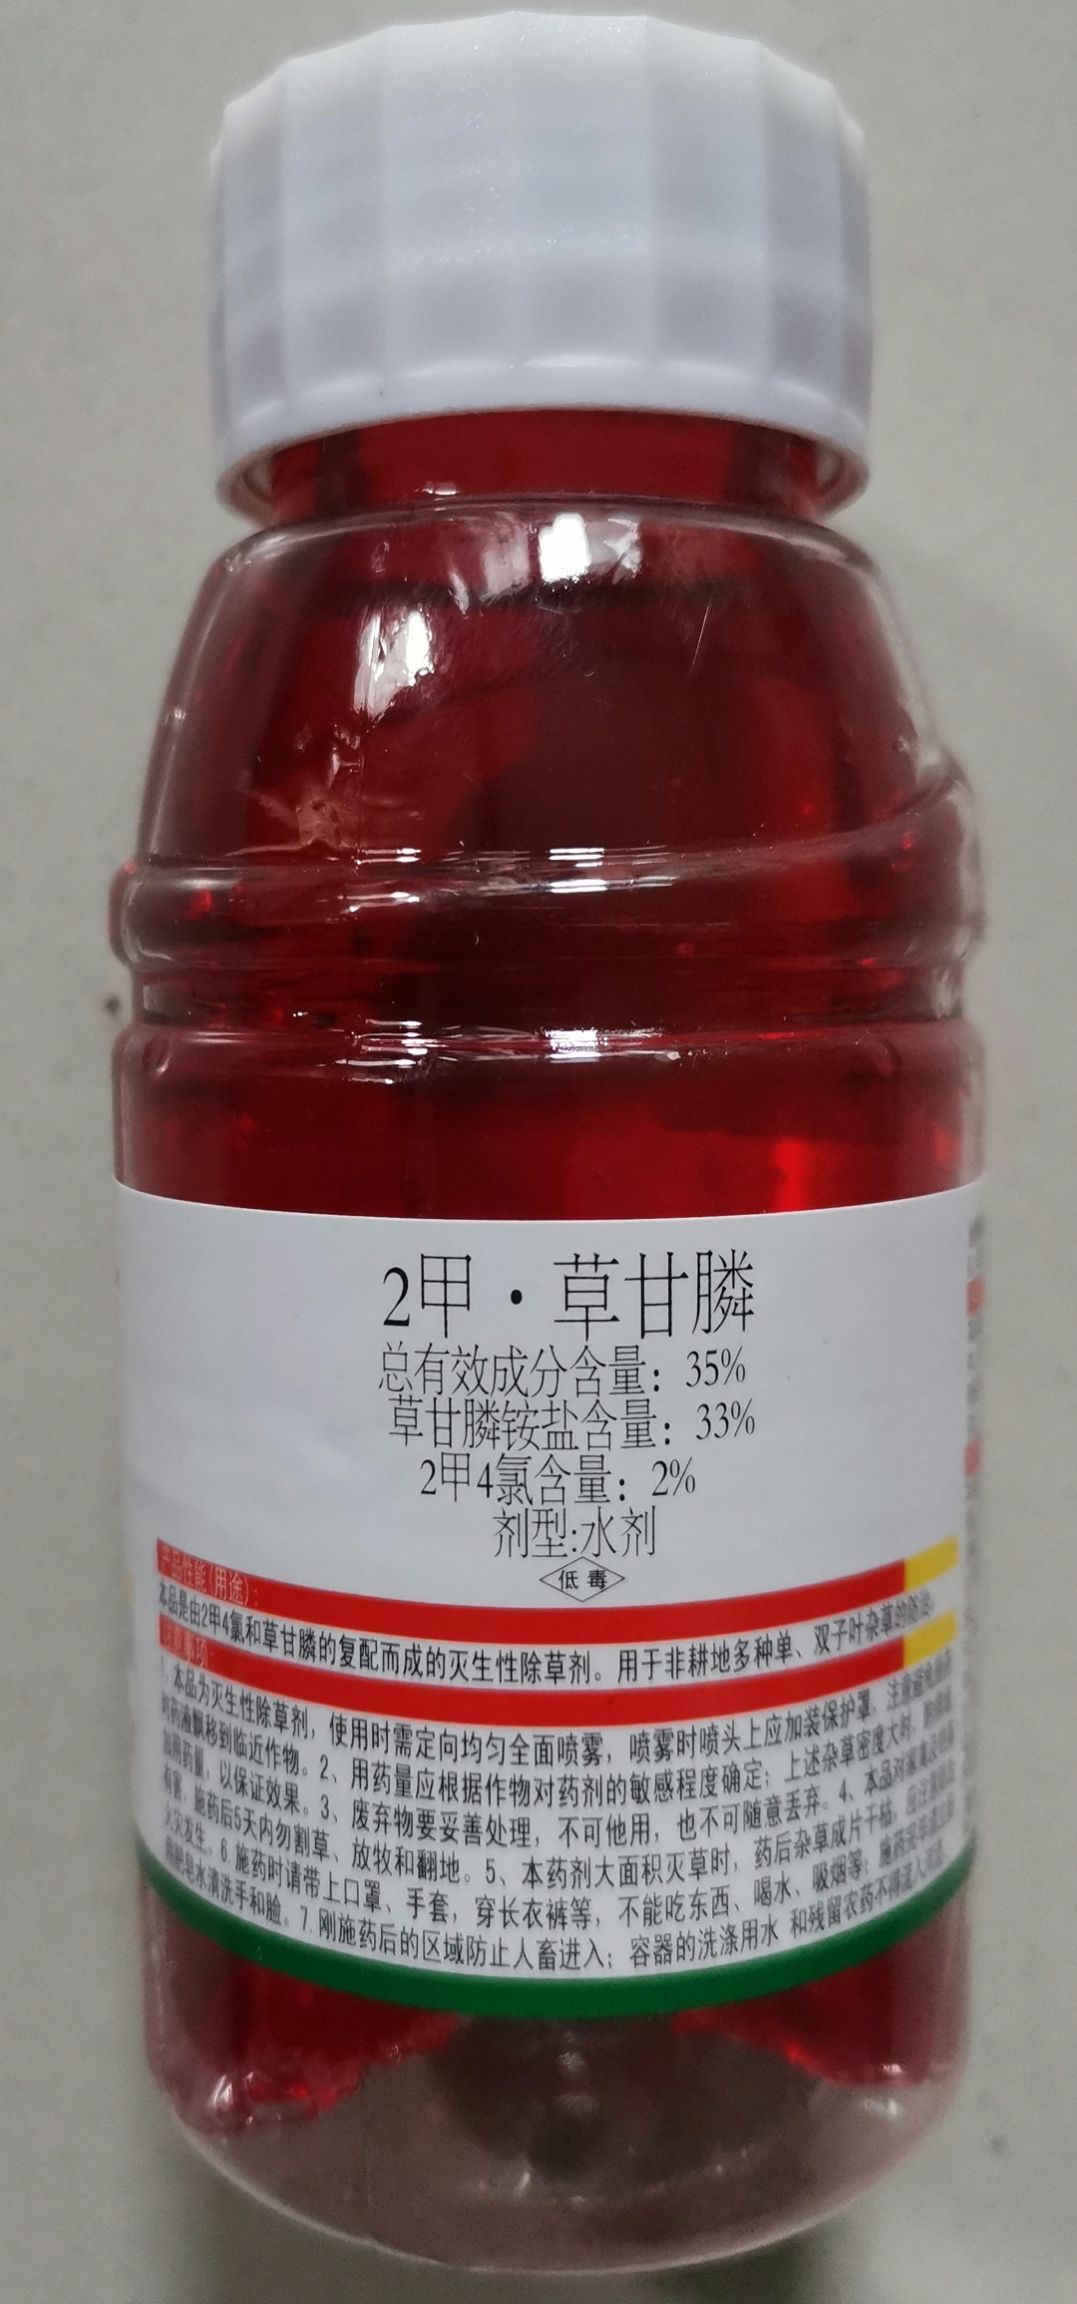 2甲·草甘膦
总有效成分含量：35%
草甘膦铵盐含量：33%
2甲4氯含量：2%
剂型:水剂
低毒
产品性能(用途)：
本品是由2甲4氯和草甘膦的复配而成的灭生性除草剂。用于非耕地多种单、双子叶杂草的防治。
注意事项：
1、本品为灭生性除草剂，使用时需定向均匀全面喷雾，喷雾时喷头上应加装保护罩，注意避免
药液飘移到临近作物。2、用药量应根据作物对药剂的敏感程度确定；上述杂草密度大时，
用药量，以保证效果。3、废弃物要妥善处理，不可他用，也不可随意丢弃。4、本品对
有害，施药后5天内勿割草、放牧和翻地。5、本药剂大面积灭草时，药后杂草成片干枯，应注意
火灾发生。6.施药时请带上口罩、手套，穿长衣裤等，不能吃东西、喝水、吸烟等；施药完毕
用肥皂水清洗手和脸。7.刚施药后的区域防止人畜进入；容器的洗涤用水 和残留农药不得流入